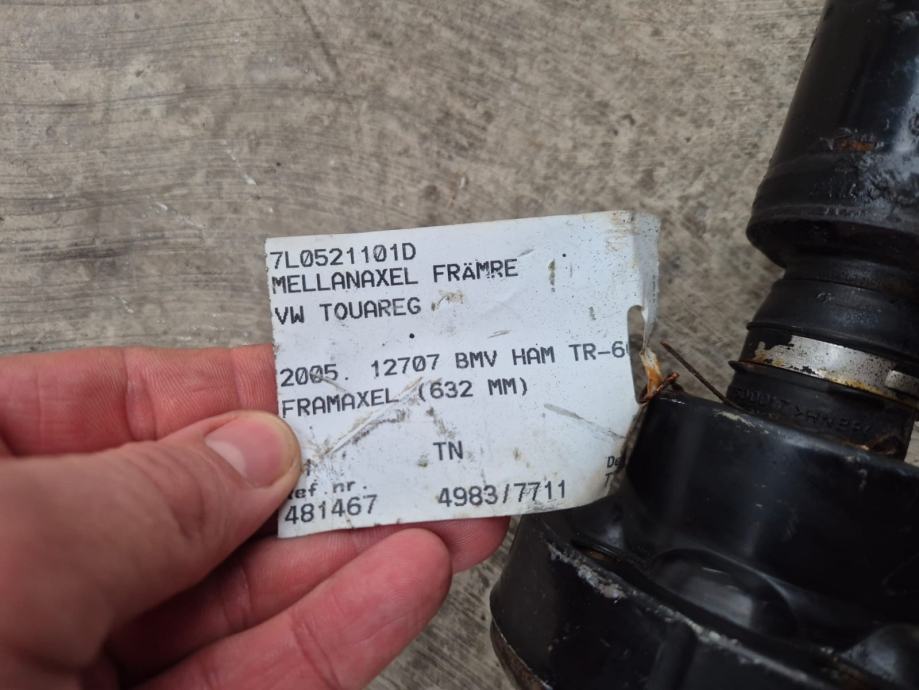 7L0521101D
MELLANAXEL FRÄMRE
VW TOUAREG
2005 12707 BMV HAM TR-6
FRAMAXEL (632 MM)
TN
ef nr.
481467 4983/7711